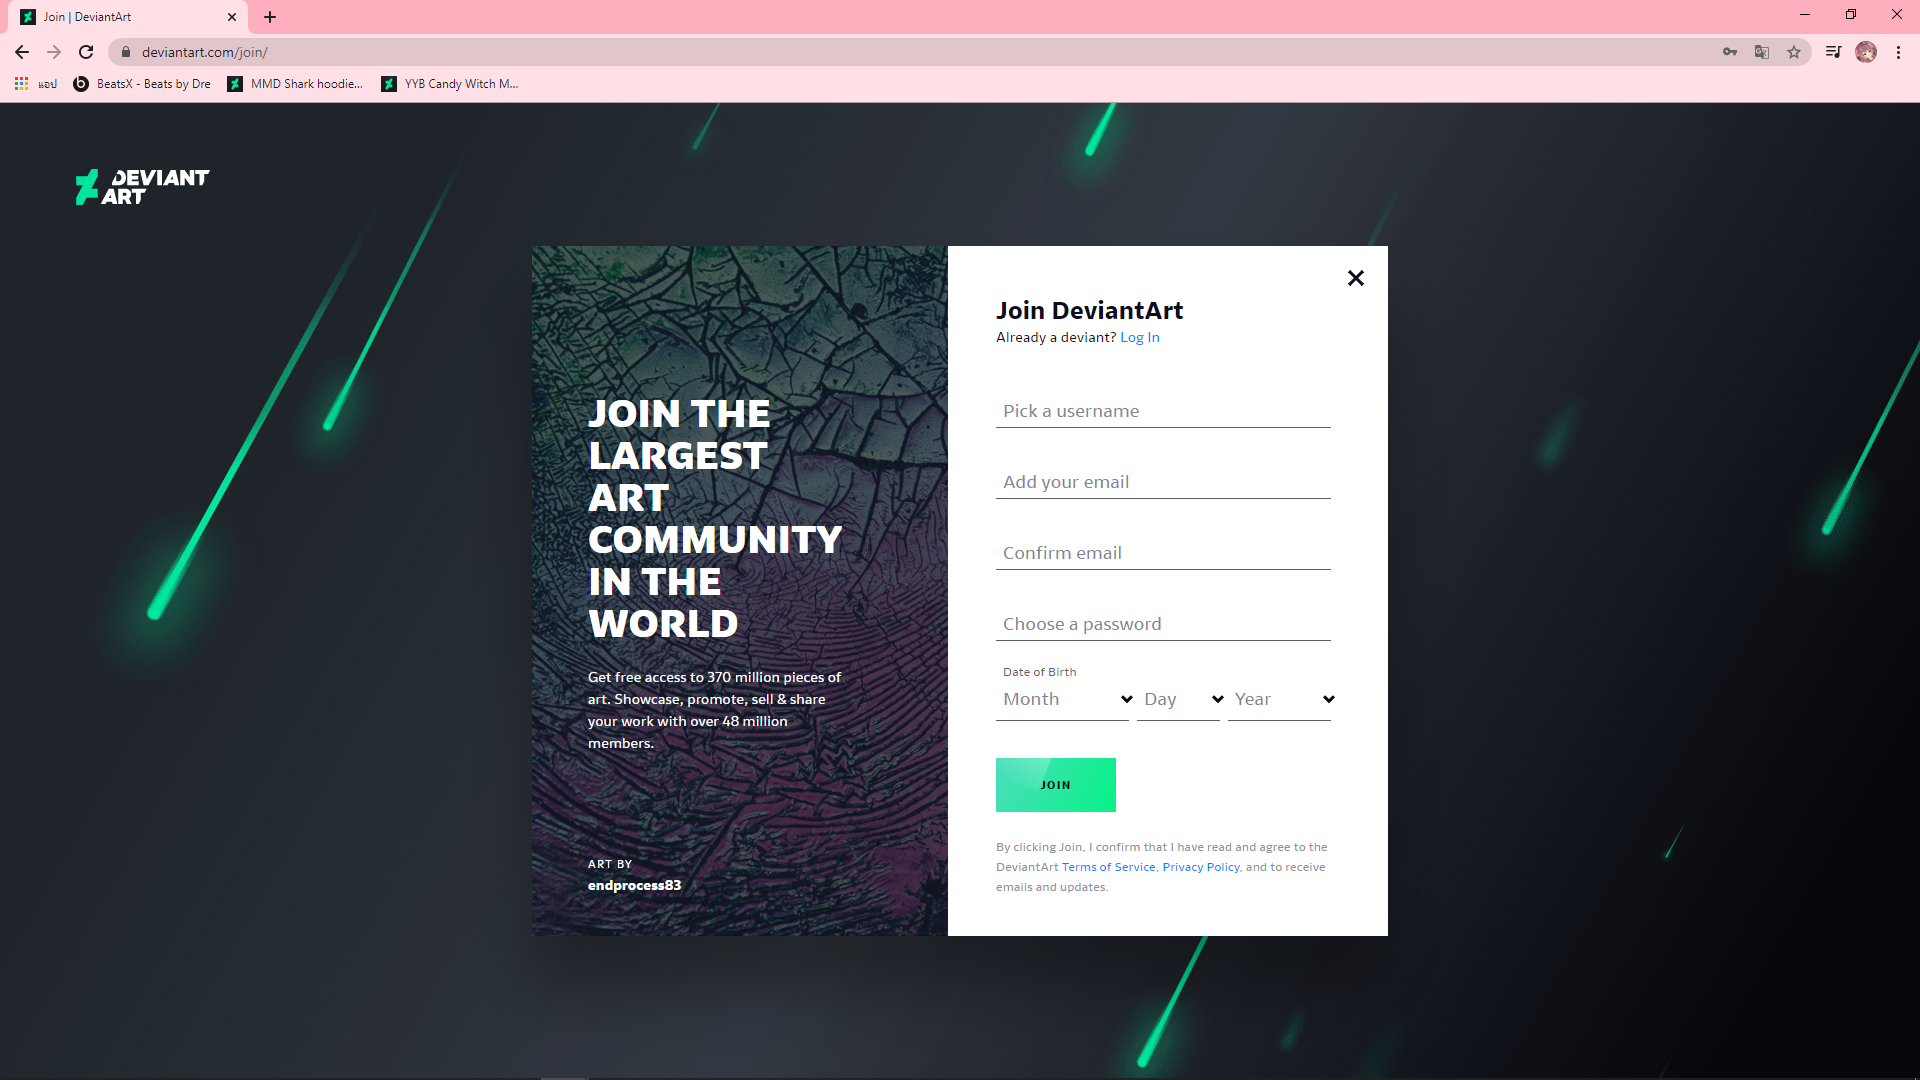 Join | DeviantArt
deviantart.com/join/
แอป
BeatsX - Beats by Dre
MMD Shark hoodie...
YYB Candy Witch M...
DEVIANT
ART
JOIN THE
LARGEST
ART
COMMUNITY
IN THE
WORLD
Get free access to 370 million pieces of
art. Showcase, promote, sell & share
your work with over 48 million
members.
ART BY
endprocess83
Join DeviantArt
Already a deviant? Log In
Pick a username
Add your email
Confirm email
Choose a password
Date of Birth
Month Day Year
JOIN
By clicking Join, I confirm that I have read and agree to the
DeviantArt Terms of Service, Privacy Policy, and to receive
emails and updates.